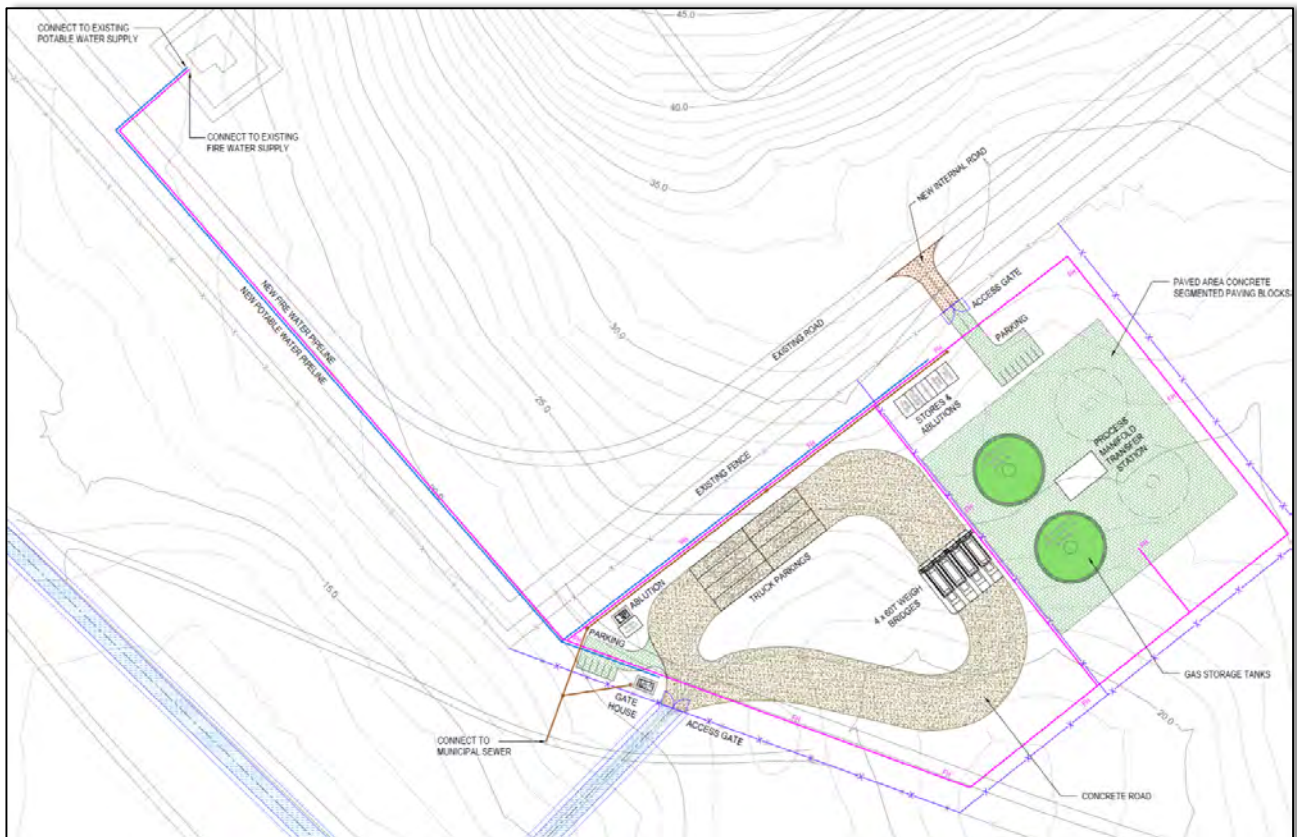 CONNECT TO EXISTING
POTABLE WATER SUPPLY
45.0
40.0
CONNECT TO EXISTING
FIRE WATER SUPPLY
35.0
NEW INTERNAL ROAD
PAVED AREA CONCRETE
SEGMENTED PAVING BLOCKS
ACCESS GATE
NEW FIRE WATER PIPELINE
NEW POTABLE WATER PIPELINE
30.0
EXISTING ROAD
PARKING
25.0
STORES &
ABLUTIONS
EXISTING FENCE
PROCESS
MANIFOLD
TRANSFER
STATION
20.0
TRUCK PARKINGS
15.0
ABLUTION
4 x 60T WEIGH
BRIDGES
PARKING
GAS STORAGE TANKS
GATE
HOUSE
20.0
ACCESS GATE
CONNECT TO
MUNICIPAL SEWER
CONCRETE ROAD